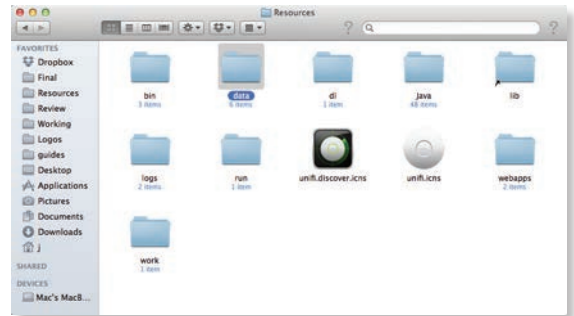 Resources
FAVORITES
Dropbox
Final
Resources
Review
Working
Logos
guides
Desktop
Applications
Pictures
Documents
Downloads
j
SHARED
DEVICES
Mac's MacB...
bin
3 items
data
6 items
dl
1 item
Java
48 items
lib
logs
2 items
run
1 item
unifi.discover.icns
unifi.icns
webapps
2 items
work
1 item